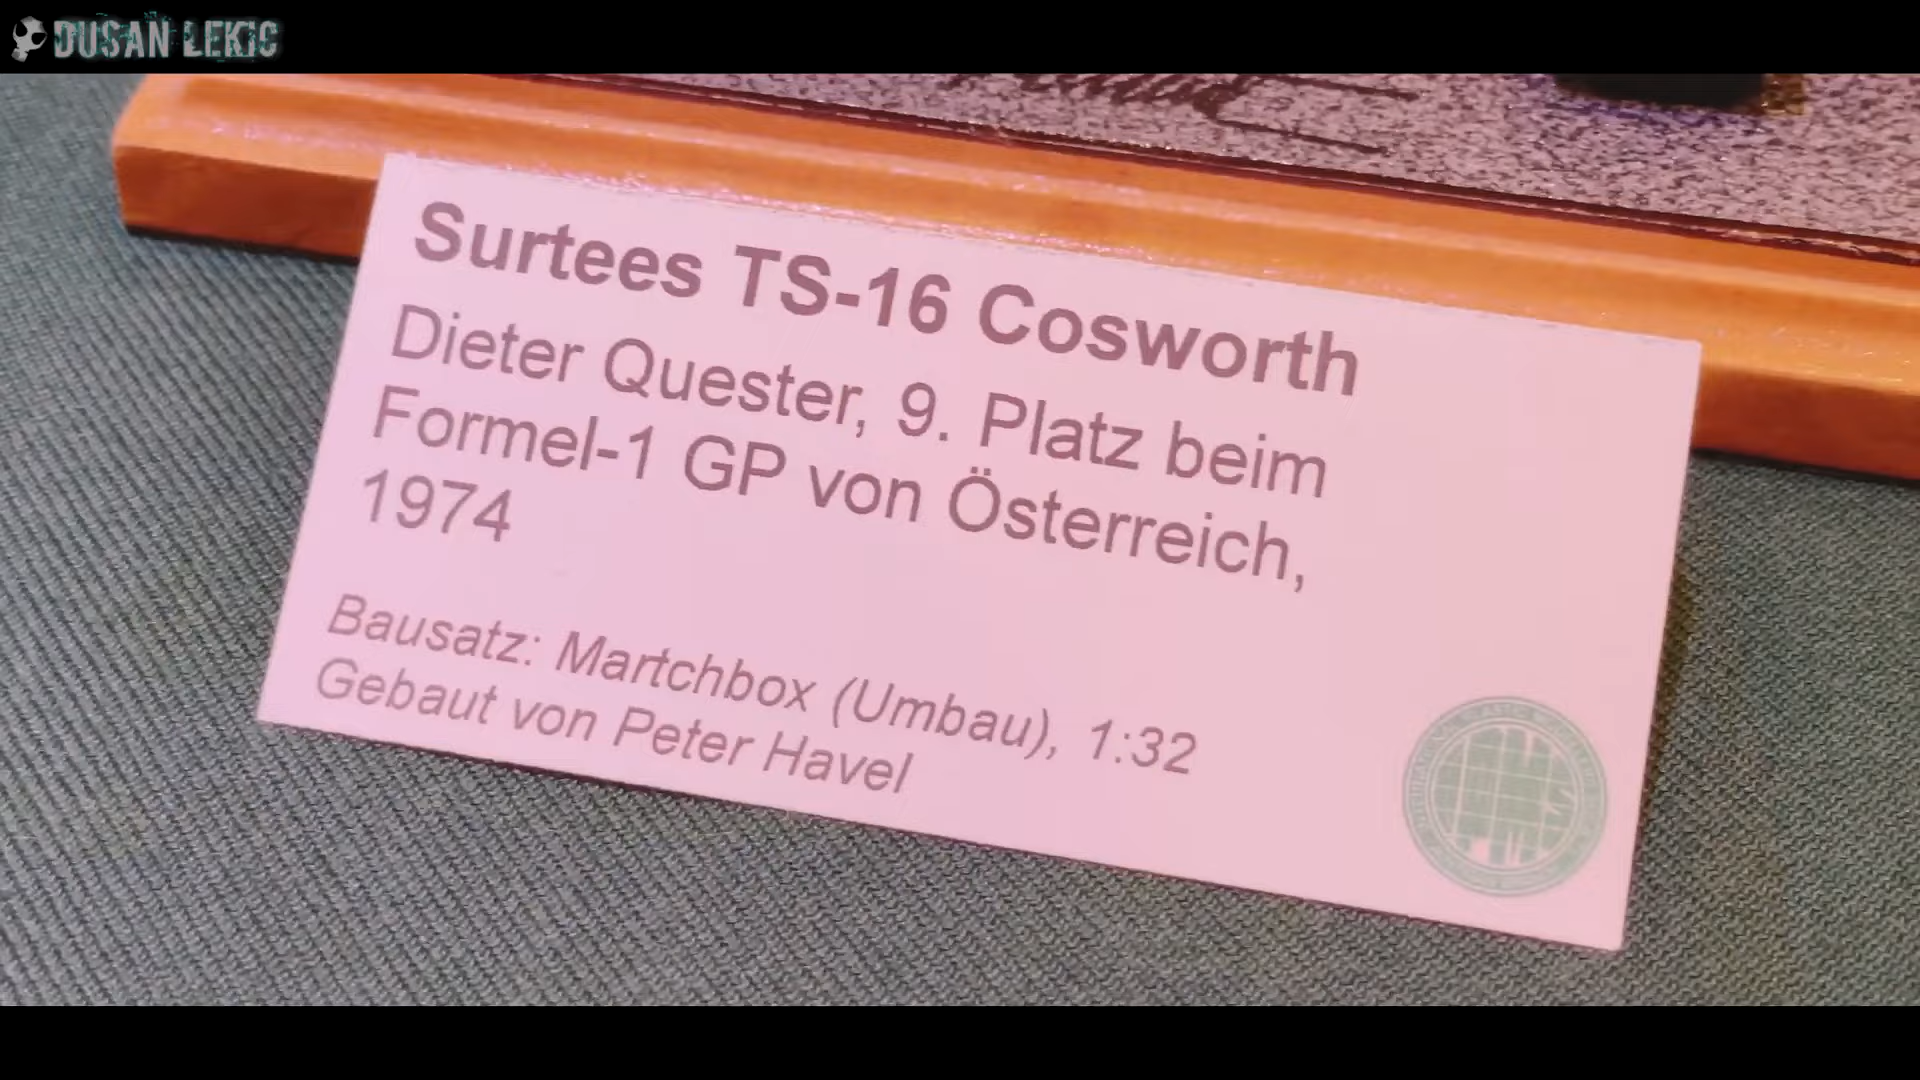 DUSAN LEKIC
Surtees TS-16 Cosworth
Dieter Quester, 9. Platz beim
Formel-1 GP von Österreich,
1974
Bausatz: Martchbox (Umbau), 1:32
Gebaut von Peter Havel